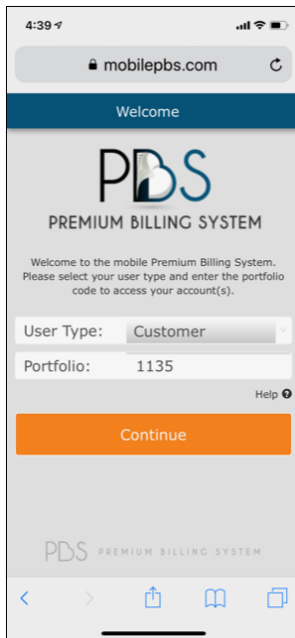 4:39
mobilepbs.com
Welcome
PBS
PREMIUM BILLING SYSTEM
Welcome to the mobile Premium Billing System.
Please select your user type and enter the portfolio
code to access your account(s).
User Type: Customer
Portfolio: 1135
Help ?
Continue
PBS PREMIUM BILLING SYSTEM